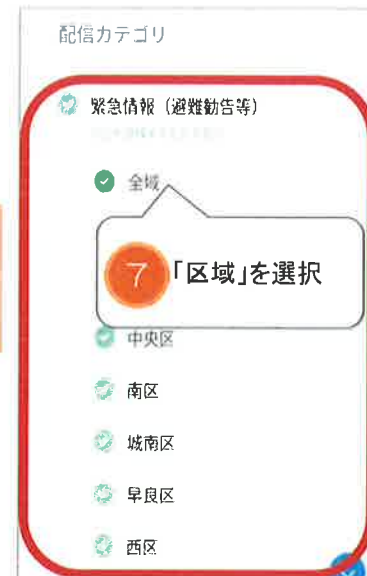 配信カテゴリ
緊急情報（避難勧告等）
全域
7
「区域」を選択
中央区
南区
城南区
早良区
西区